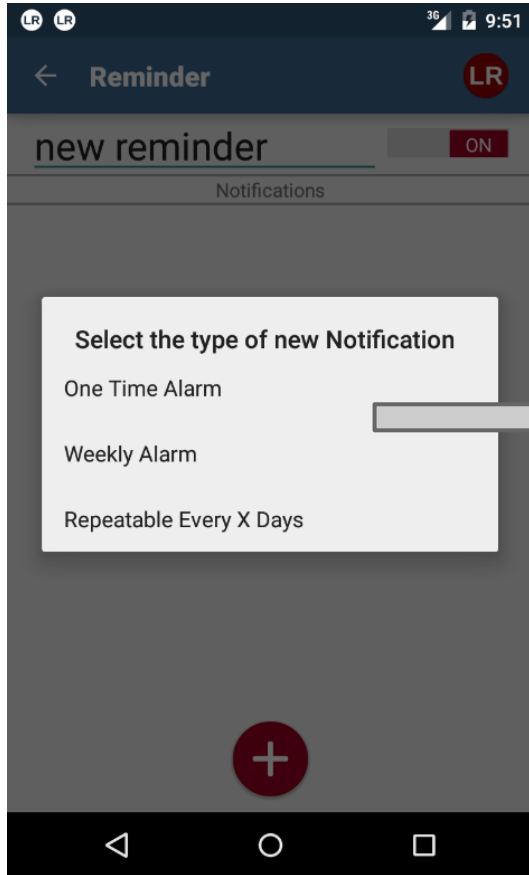 LR LR 3G 9:51
Reminder LR
new reminder ON
Notifications
Select the type of new Notification
One Time Alarm
Weekly Alarm
Repeatable Every X Days